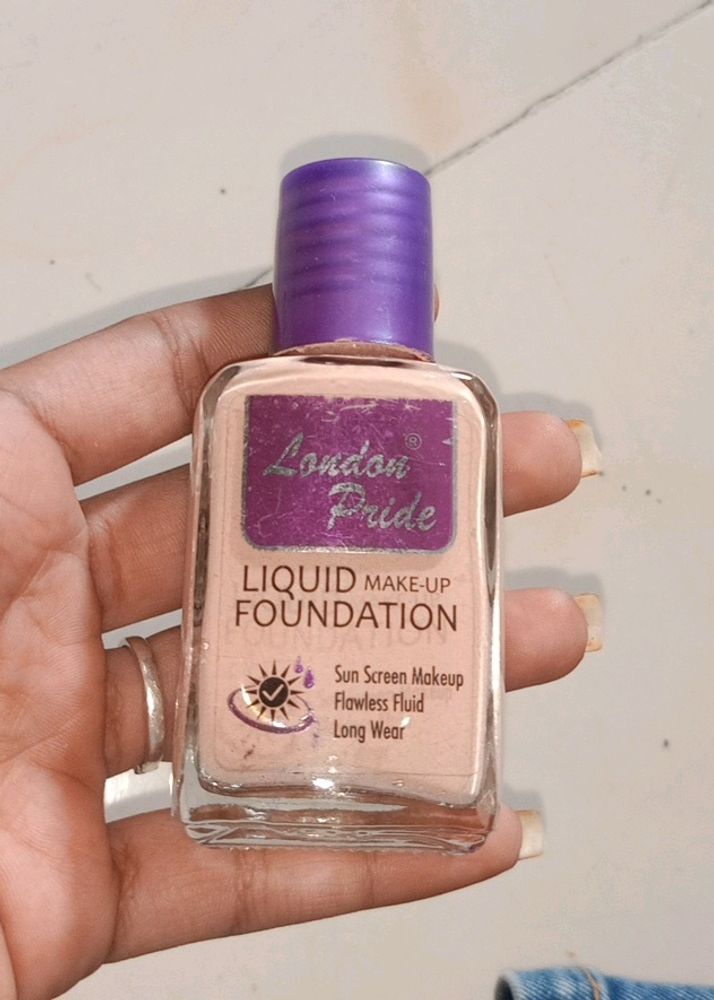 London®
Pride
LIQUID MAKE-UP
FOUNDATION
Sun Screen Makeup
Flawless Fluid
Long Wear